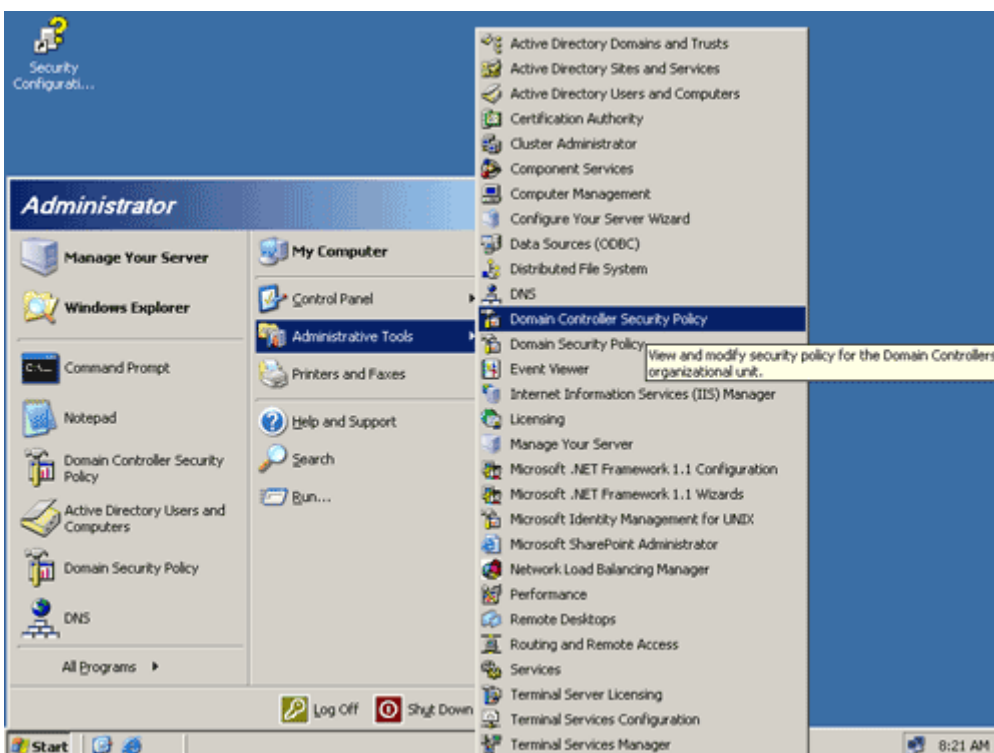 Security
Configurati...
Administrator
Manage Your Server
Windows Explorer
Command Prompt
Notepad
Domain Controller Security
Policy
Active Directory Users and
Computers
Domain Security Policy
DNS
All Programs
My Computer
Control Panel
Administrative Tools
Printers and Faxes
Help and Support
Search
Run...
Log Off
Shut Down
Active Directory Domains and Trusts
Active Directory Sites and Services
Active Directory Users and Computers
Certification Authority
Cluster Administrator
Component Services
Computer Management
Configure Your Server Wizard
Data Sources (ODBC)
Distributed File System
DNS
Domain Controller Security Policy
Domain Security Policy
View and modify security policy for the Domain Controllers
organizational unit.
Event Viewer
Internet Information Services (IIS) Manager
Licensing
Manage Your Server
Microsoft .NET Framework 1.1 Configuration
Microsoft .NET Framework 1.1 Wizards
Microsoft Identity Management for UNIX
Microsoft SharePoint Administrator
Network Load Balancing Manager
Performance
Remote Desktops
Routing and Remote Access
Services
Terminal Server Licensing
Terminal Services Configuration
Terminal Services Manager
Start
8:21 AM